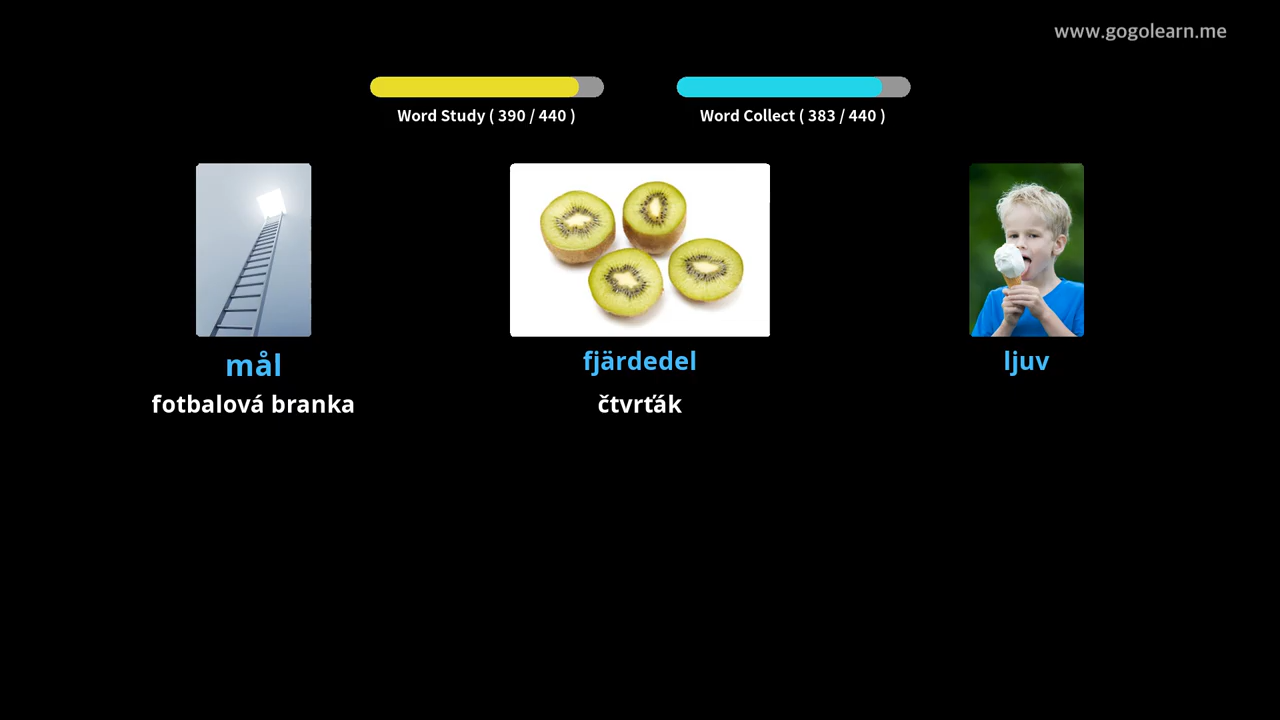 www.gogolearn.me
Word Study ( 390 / 440 )
Word Collect ( 383 / 440 )
mål
fjärdedel
ljuv
fotbalová branka
čtvrťák